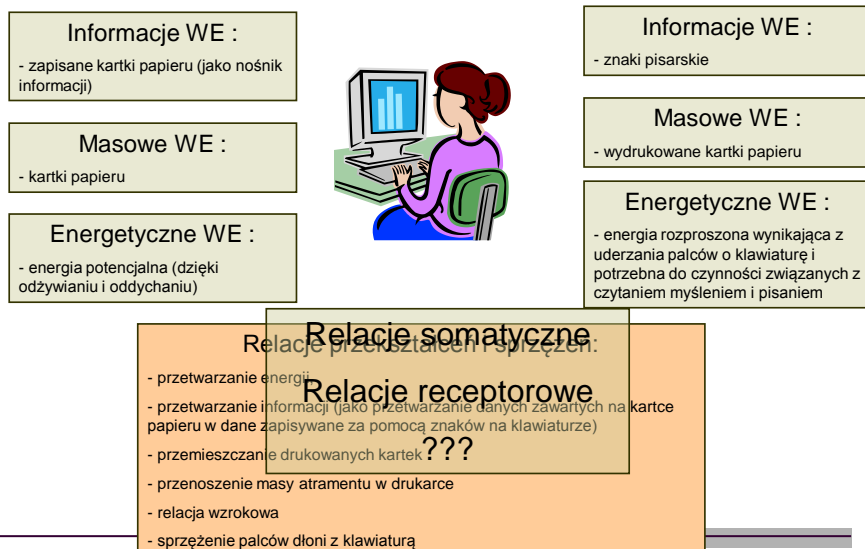 Informacje WE :
- zapisane kartki papieru (jako nośnik
informacji)
Masowe WE :
- kartki papieru
Energetyczne WE :
- energia potencjalna (dzięki
odżywianiu i oddychaniu)
Informacje WE :
- znaki pisarskie
Masowe WE :
- wydrukowane kartki papieru
Energetyczne WE :
- energia rozproszona wynikająca z
uderzania palców o klawiaturę i
potrzebna do czynności związanych z
czytaniem myśleniem i pisaniem
Relacje somatyczne
Relacje receptorowe
???
Relacje przekształceń i sprzężeń:
- przetwarzanie energii,
- przetwarzanie informacji (jako przetwarzanie danych zawartych na kartce
papieru w dane zapisywane za pomocą znaków na klawiaturze)
- przemieszczanie drukowanych kartek
- przenoszenie masy atramentu w drukarce
- relacja wzrokowa
- sprzężenie palców dłoni z klawiaturą